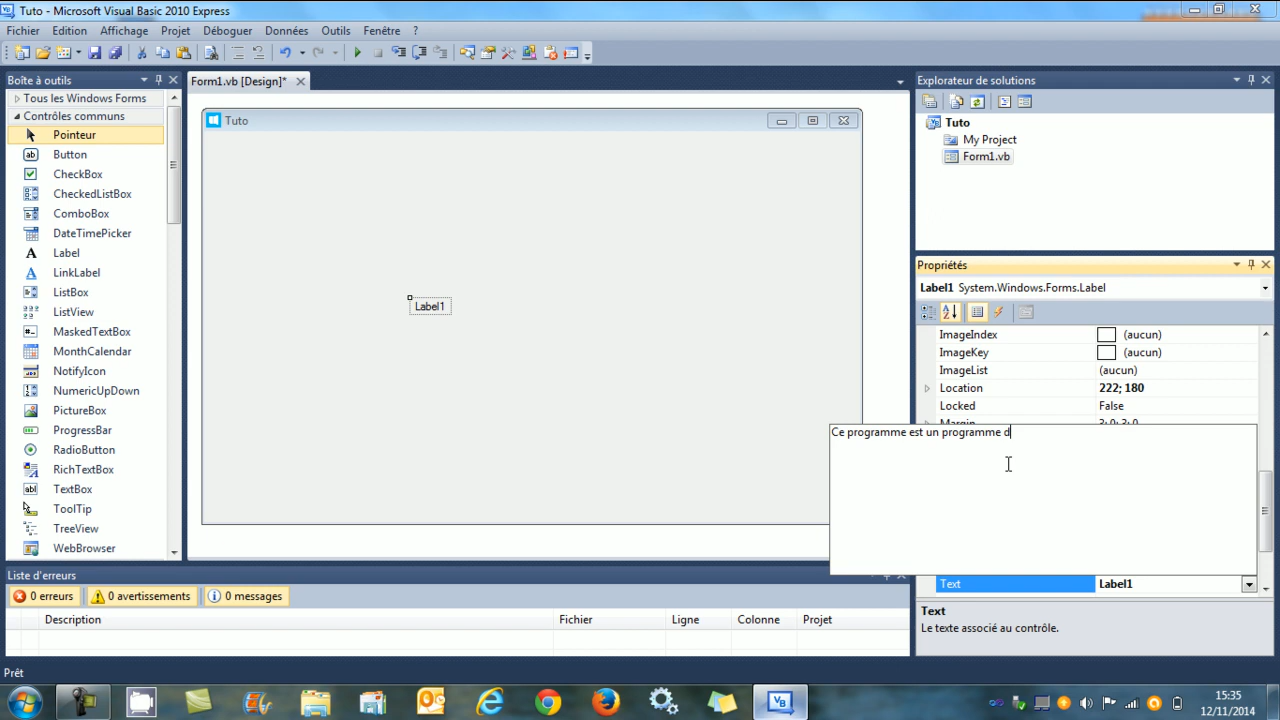 Tuto - Microsoft Visual Basic 2010 Express
Fichier Edition Affichage Projet Déboguer Données Outils Fenêtre ?
Boîte à outils
Tous les Windows Forms
Contrôles communs
Pointeur
Button
CheckBox
CheckedListBox
ComboBox
DateTimePicker
Label
LinkLabel
ListBox
ListView
MaskedTextBox
MonthCalendar
NotifyIcon
NumericUpDown
PictureBox
ProgressBar
RadioButton
RichTextBox
TextBox
ToolTip
TreeView
WebBrowser
Form1.vb [Design]*
Tuto
Label1
Explorateur de solutions
Tuto
My Project
Form1.vb
Propriétés
Label1 System.Windows.Forms.Label
ImageIndex (aucun)
ImageKey (aucun)
ImageList (aucun)
Location 222; 180
Locked False
Margin 3; 0; 3; 0
Ce programme est un programme d
Text Label1
Text
Le texte associé au contrôle.
Liste d'erreurs
0 erreurs 0 avertissements 0 messages
Description Fichier Ligne Colonne Projet
Prêt
15:35
12/11/2014